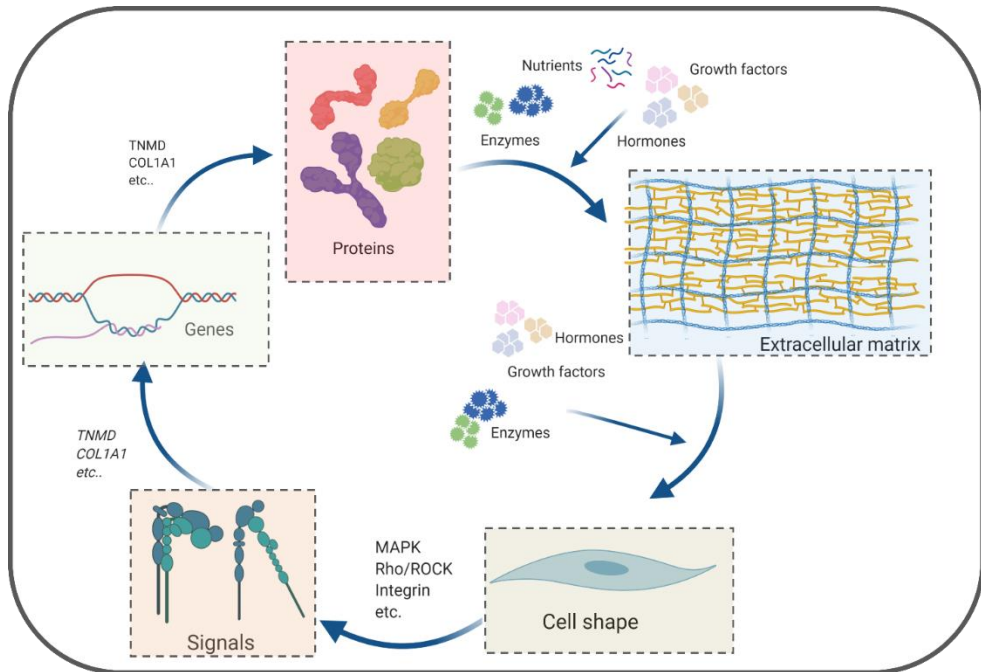 Nutrients
Growth factors
Enzymes
Hormones
TNMD
COL1A1
etc..
Proteins
Genes
Extracellular matrix
Hormones
Growth factors
Enzymes
TNMD
COL1A1
etc..
MAPK
Rho/ROCK
Integrin
etc.
Cell shape
Signals